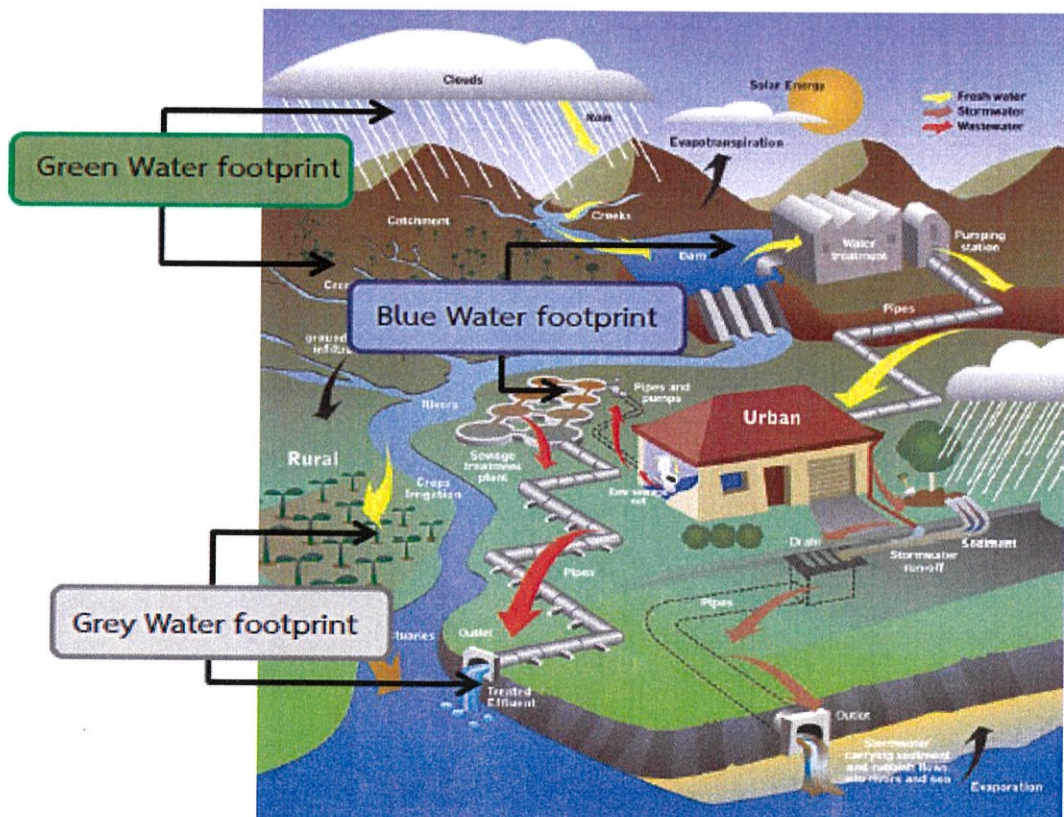 Clouds
Solar Energy
Fresh water
Stormwater
Wastewater
Rain
Evapotranspiration
Green Water footprint
Catchment
Creeks
Dam
Water
treatment
Pumping
station
Blue Water footprint
Pipes
Rivers
Pipes and
pumps
Urban
Rural
Sewage
treatment
plant
Crops
Irrigation
Drain
Sediment
Stormwater
run-off
Pipes
Pipes
Grey Water footprint
Outlet
Treated
Effluent
Outlet
Stormwater
carrying sediment
and rubbish flows
into rivers and sea
Evaporation